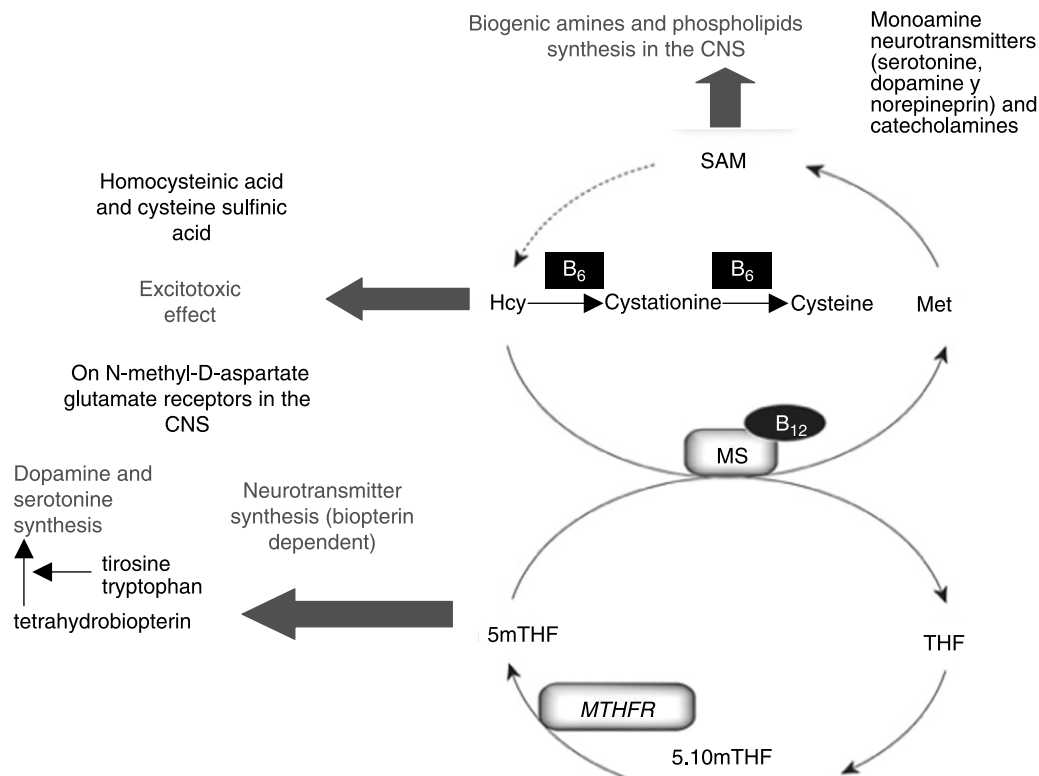 Biogenic amines and phospholipids
synthesis in the CNS
Monoamine
neurotransmitters
(serotonine,
dopamine y
norepineprin) and
catecholamines
SAM
Homocysteinic acid
and cysteine sulfinic
acid
B6
B6
Excitotoxic
effect
Hcy
Cystationine
Cysteine
Met
On N-methyl-D-aspartate
glutamate receptors in the
CNS
B12
MS
Dopamine and
serotonine
synthesis
Neurotransmitter
synthesis (biopterin
dependent)
tirosine
tryptophan
tetrahydrobiopterin
5mTHF
THF
MTHFR
5.10mTHF